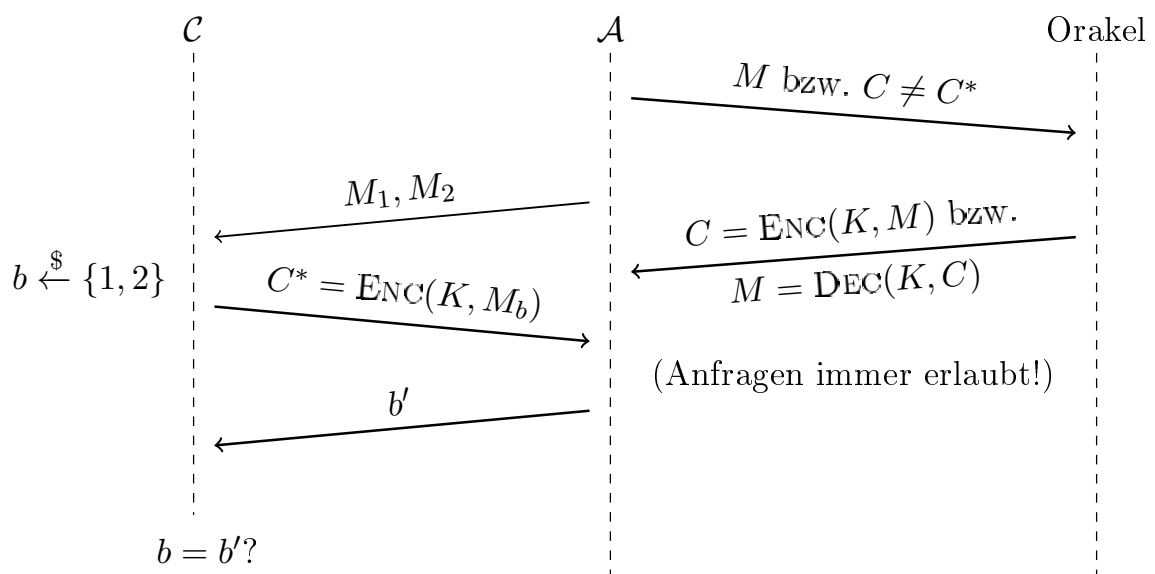 𝒞
𝒜
Orakel
M bzw. C ≠ C*
M₁, M₂
C = ENC(K, M) bzw.
M = DEC(K, C)
b ←$ {1, 2}
C* = ENC(K, M_b)
(Anfragen immer erlaubt!)
b′
b = b′?